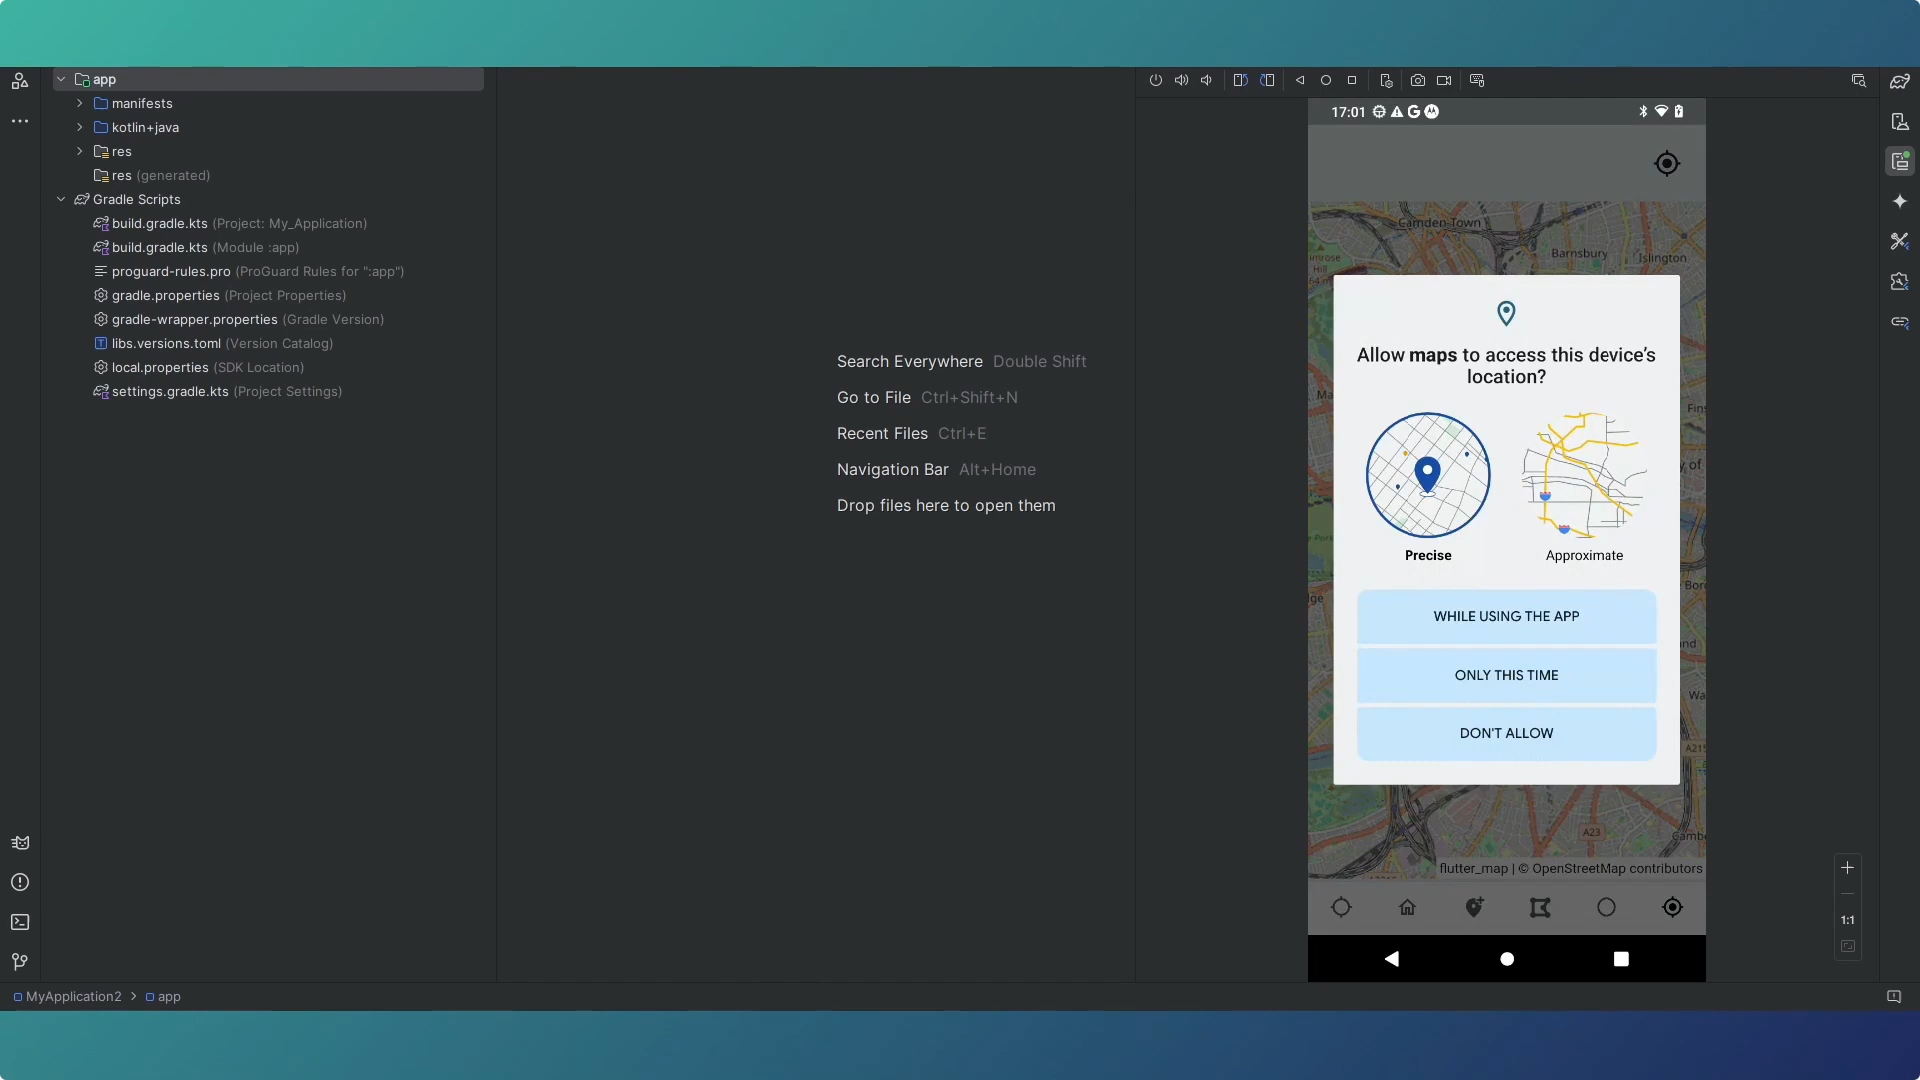 app
manifests
kotlin+java
res
res (generated)
Gradle Scripts
build.gradle.kts (Project: My_Application)
build.gradle.kts (Module :app)
proguard-rules.pro (ProGuard Rules for ":app")
gradle.properties (Project Properties)
gradle-wrapper.properties (Gradle Version)
libs.versions.toml (Version Catalog)
local.properties (SDK Location)
settings.gradle.kts (Project Settings)
Search Everywhere Double Shift
Go to File Ctrl+Shift+N
Recent Files Ctrl+E
Navigation Bar Alt+Home
Drop files here to open them
17:01
Camden-Town
Barnsbury
Islington
Allow maps to access this device's
location?
Precise
Approximate
WHILE USING THE APP
ONLY THIS TIME
DON'T ALLOW
A23
flutter_map | © OpenStreetMap contributors
1:1
MyApplication2 > app